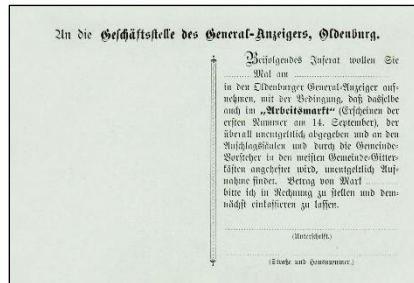 An die Geschäftsstelle des General-Anzeigers, Oldenburg.
Beifolgendes Inserat wollen Sie
........ Mal am ........................
in den Oldenburger General-Anzeiger auf-
nehmen, mit der Bedingung, daß dasselbe
auch im „Arbeitsmarkt“ (Erscheinen der
ersten Nummer am 14. September), der
überall unentgeltlich abgegeben und an den
Anschlagsäulen und durch die Gemeinde-
Vorsteher in den meisten Gemeinde-Gitter-
kästen angeheftet wird, unentgeltlich Auf-
nahme findet. Betrag von Mark ........
bitte ich in Rechnung zu stellen und dem-
nächst einkassieren zu lassen.
(Unterschrift.)
(Straße und Hausnummer.)